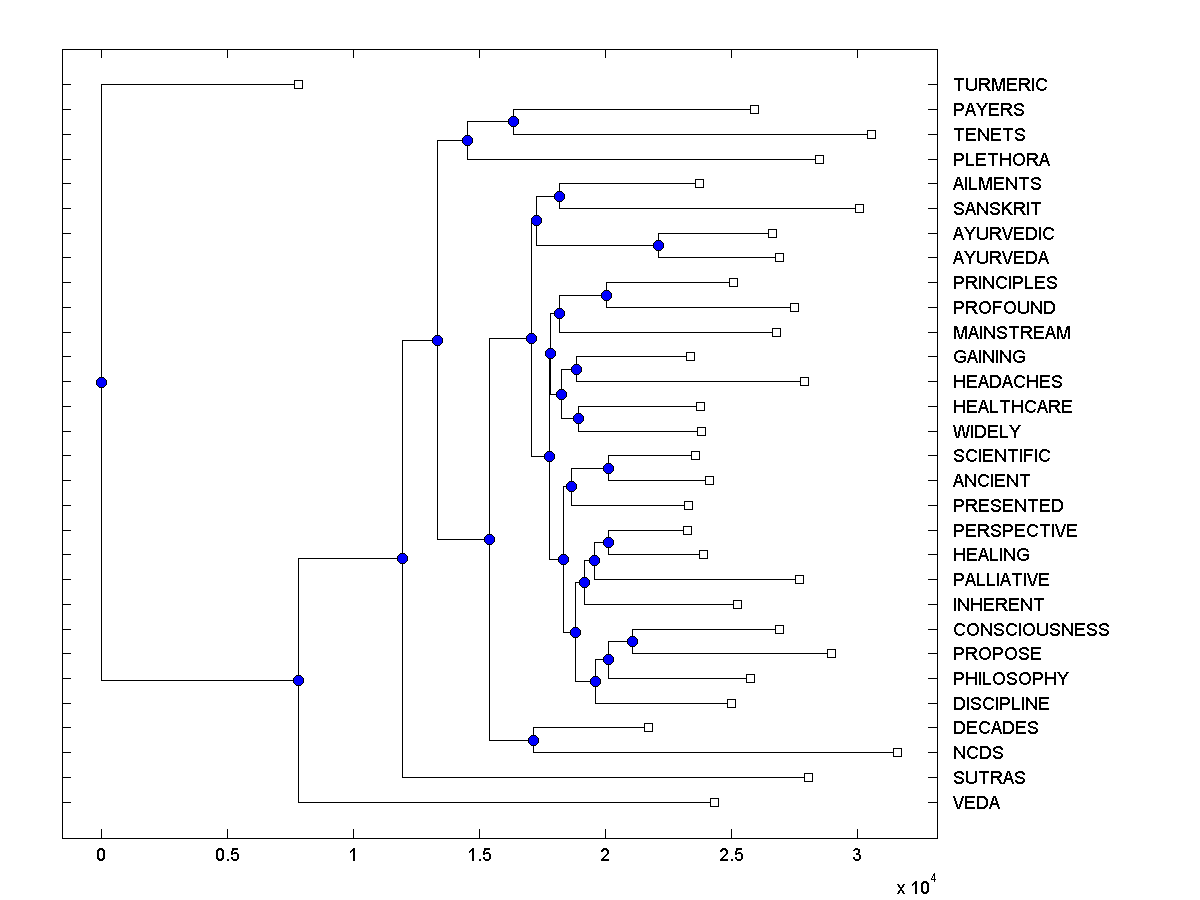 TURMERIC
PAYERS
TENETS
PLETHORA
AILMENTS
SANSKRIT
AYURVEDIC
AYURVEDA
PRINCIPLES
PROFOUND
MAINSTREAM
GAINING
HEADACHES
HEALTHCARE
WIDELY
SCIENTIFIC
ANCIENT
PRESENTED
PERSPECTIVE
HEALING
PALLIATIVE
INHERENT
CONSCIOUSNESS
PROPOSE
PHILOSOPHY
DISCIPLINE
DECADES
NCDS
SUTRAS
VEDA
0 0.5 1 1.5 2 2.5 3
x 10^4